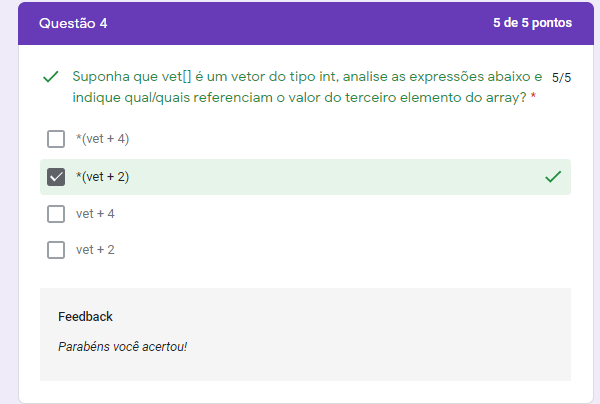 Questão 4 5 de 5 pontos
Suponha que vet[] é um vetor do tipo int, analise as expressões abaixo e 5/5
indique qual/quais referenciam o valor do terceiro elemento do array? *
*(vet + 4)
*(vet + 2)
vet + 4
vet + 2
Feedback
Parabéns você acertou!